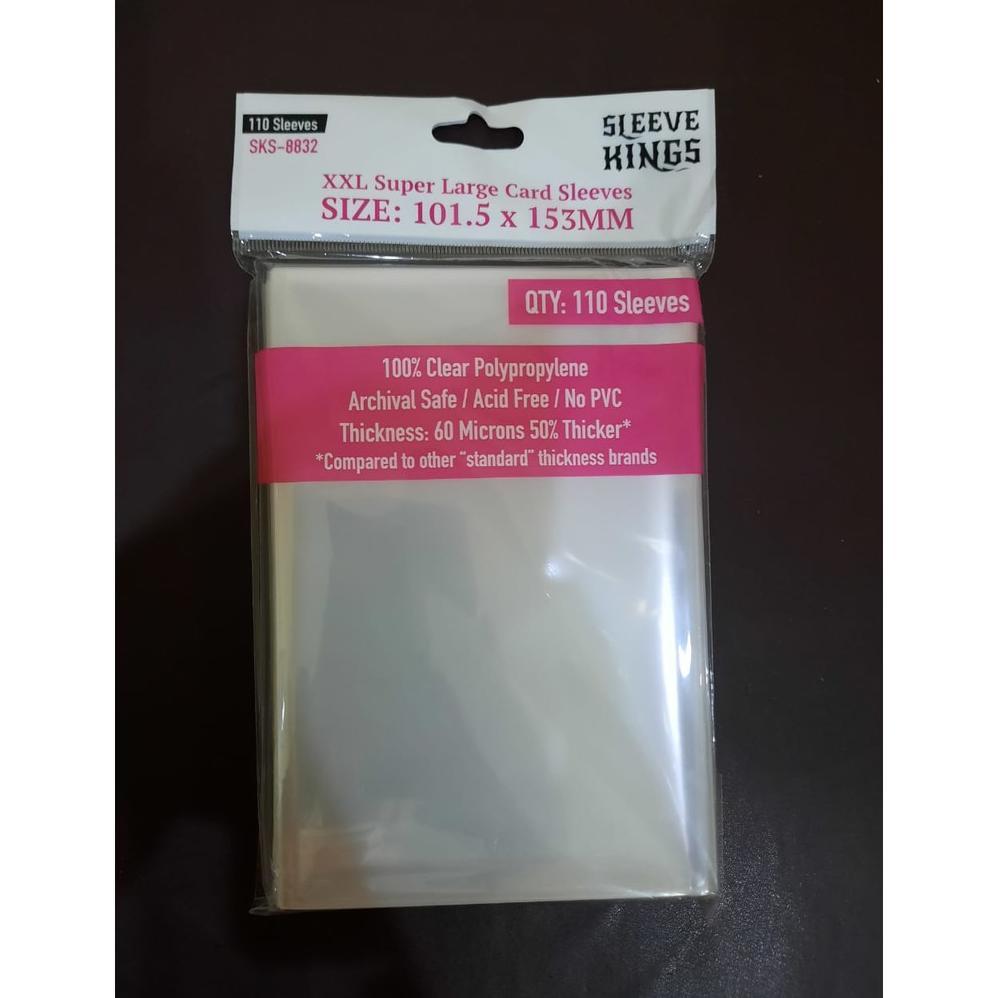 110 Sleeves
SKS-8832
SLEEVE
KINGS
XXL Super Large Card Sleeves
SIZE: 101.5 x 153MM
QTY: 110 Sleeves
100% Clear Polypropylene
Archival Safe / Acid Free / No PVC
Thickness: 60 Microns 50% Thicker*
*Compared to other “standard” thickness brands